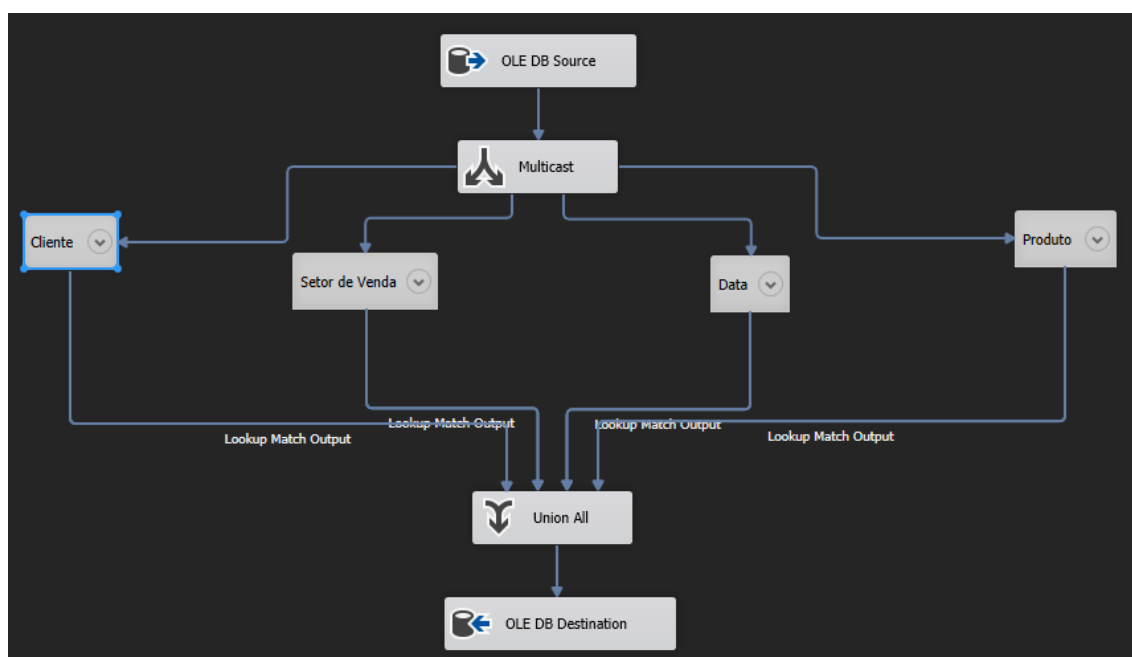 OLE DB Source
Multicast
Cliente
Produto
Setor de Venda
Data
Lookup Match Output
Lookup Match Output
Lookup Match Output
Lookup Match Output
Union All
OLE DB Destination